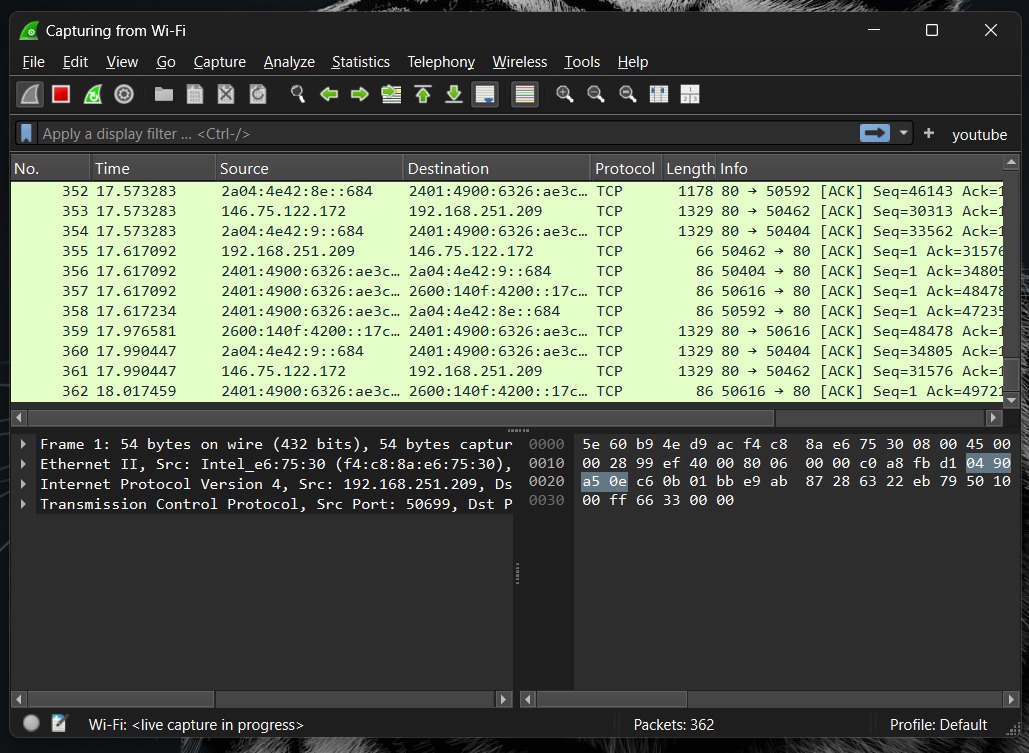 Capturing from Wi-Fi
File Edit View Go Capture Analyze Statistics Telephony Wireless Tools Help
Apply a display filter ... <Ctrl-/>
youtube
No. Time Source Destination Protocol Length Info
352 17.573283 2a04:4e42:8e::684 2401:4900:6326:ae3c… TCP 1178 80 → 50592 [ACK] Seq=46143 Ack=1
353 17.573283 146.75.122.172 192.168.251.209 TCP 1329 80 → 50462 [ACK] Seq=30313 Ack=1
354 17.573283 2a04:4e42:9::684 2401:4900:6326:ae3c… TCP 1329 80 → 50404 [ACK] Seq=33562 Ack=1
355 17.617092 192.168.251.209 146.75.122.172 TCP 66 50462 → 80 [ACK] Seq=1 Ack=31576
356 17.617092 2401:4900:6326:ae3c… 2a04:4e42:9::684 TCP 86 50404 → 80 [ACK] Seq=1 Ack=34805
357 17.617092 2401:4900:6326:ae3c… 2600:140f:4200::17c… TCP 86 50616 → 80 [ACK] Seq=1 Ack=48478
358 17.617234 2401:4900:6326:ae3c… 2a04:4e42:8e::684 TCP 86 50592 → 80 [ACK] Seq=1 Ack=47235
359 17.976581 2600:140f:4200::17c… 2401:4900:6326:ae3c… TCP 1329 80 → 50616 [ACK] Seq=48478 Ack=1
360 17.990447 2a04:4e42:9::684 2401:4900:6326:ae3c… TCP 1329 80 → 50404 [ACK] Seq=34805 Ack=1
361 17.990447 146.75.122.172 192.168.251.209 TCP 1329 80 → 50462 [ACK] Seq=31576 Ack=1
362 18.017459 2401:4900:6326:ae3c… 2600:140f:4200::17c… TCP 86 50616 → 80 [ACK] Seq=1 Ack=49721
Frame 1: 54 bytes on wire (432 bits), 54 bytes captur
Ethernet II, Src: Intel_e6:75:30 (f4:c8:8a:e6:75:30),
Internet Protocol Version 4, Src: 192.168.251.209, Ds
Transmission Control Protocol, Src Port: 50699, Dst P
0000 5e 60 b9 4e d9 ac f4 c8 8a e6 75 30 08 00 45 00
0010 00 28 99 ef 40 00 80 06 00 00 c0 a8 fb d1 04 90
0020 a5 0e c6 0b 01 bb e9 ab 87 28 63 22 eb 79 50 10
0030 00 ff 66 33 00 00
Wi-Fi: <live capture in progress>
Packets: 362
Profile: Default